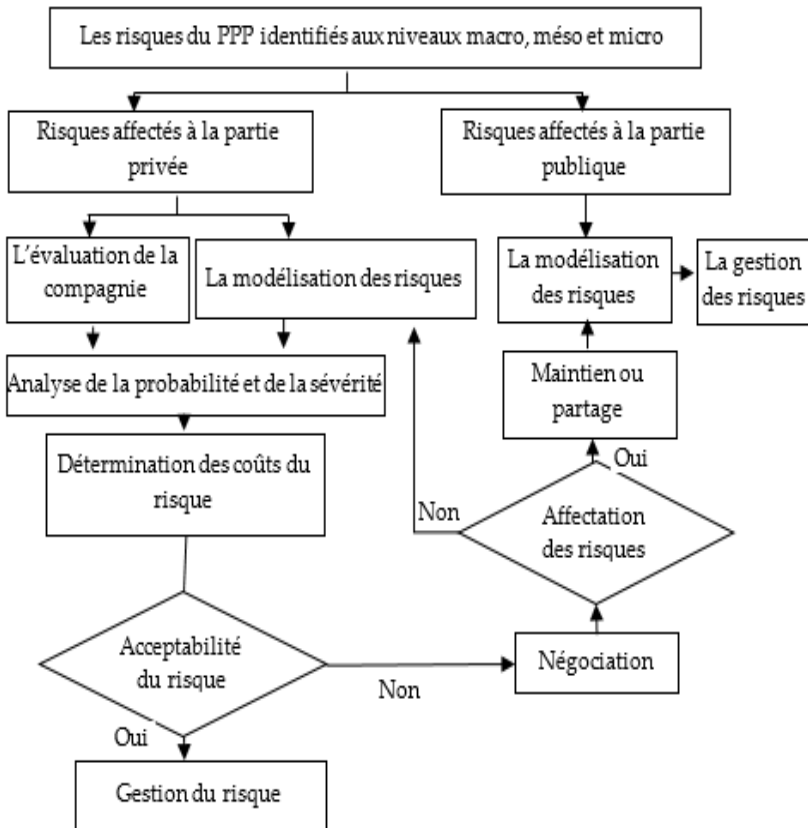 Les risques du PPP identifiés aux niveaux macro, méso et micro
Risques affectés à la partie
privée
Risques affectés à la partie
publique
L'évaluation de la
compagnie
La modélisation des risques
La modélisation
des risques
La gestion
des risques
Analyse de la probabilité et de la sévérité
Maintien ou
partage
Détermination des coûts du
risque
Oui
Non
Affectation
des risques
Acceptabilité
du risque
Négociation
Non
Oui
Gestion du risque